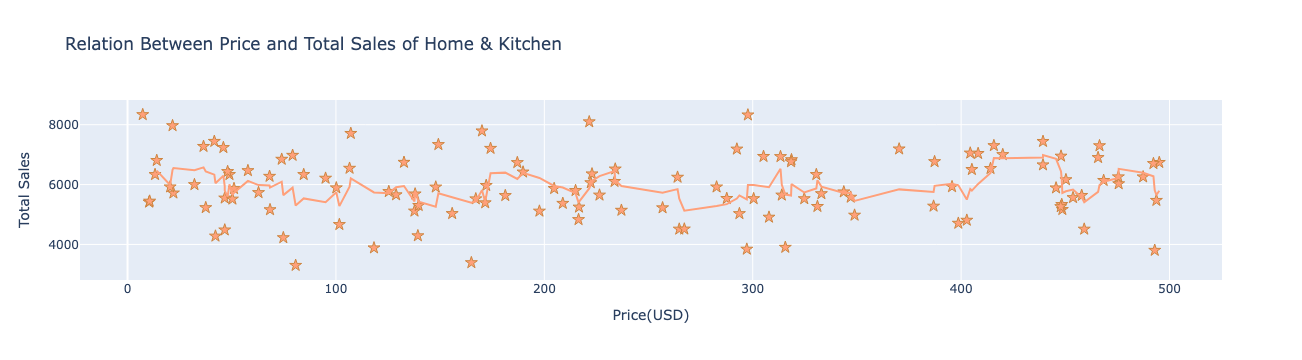 Relation Between Price and Total Sales of Home & Kitchen
8000
6000
4000
Total Sales
0 100 200 300 400 500
Price(USD)